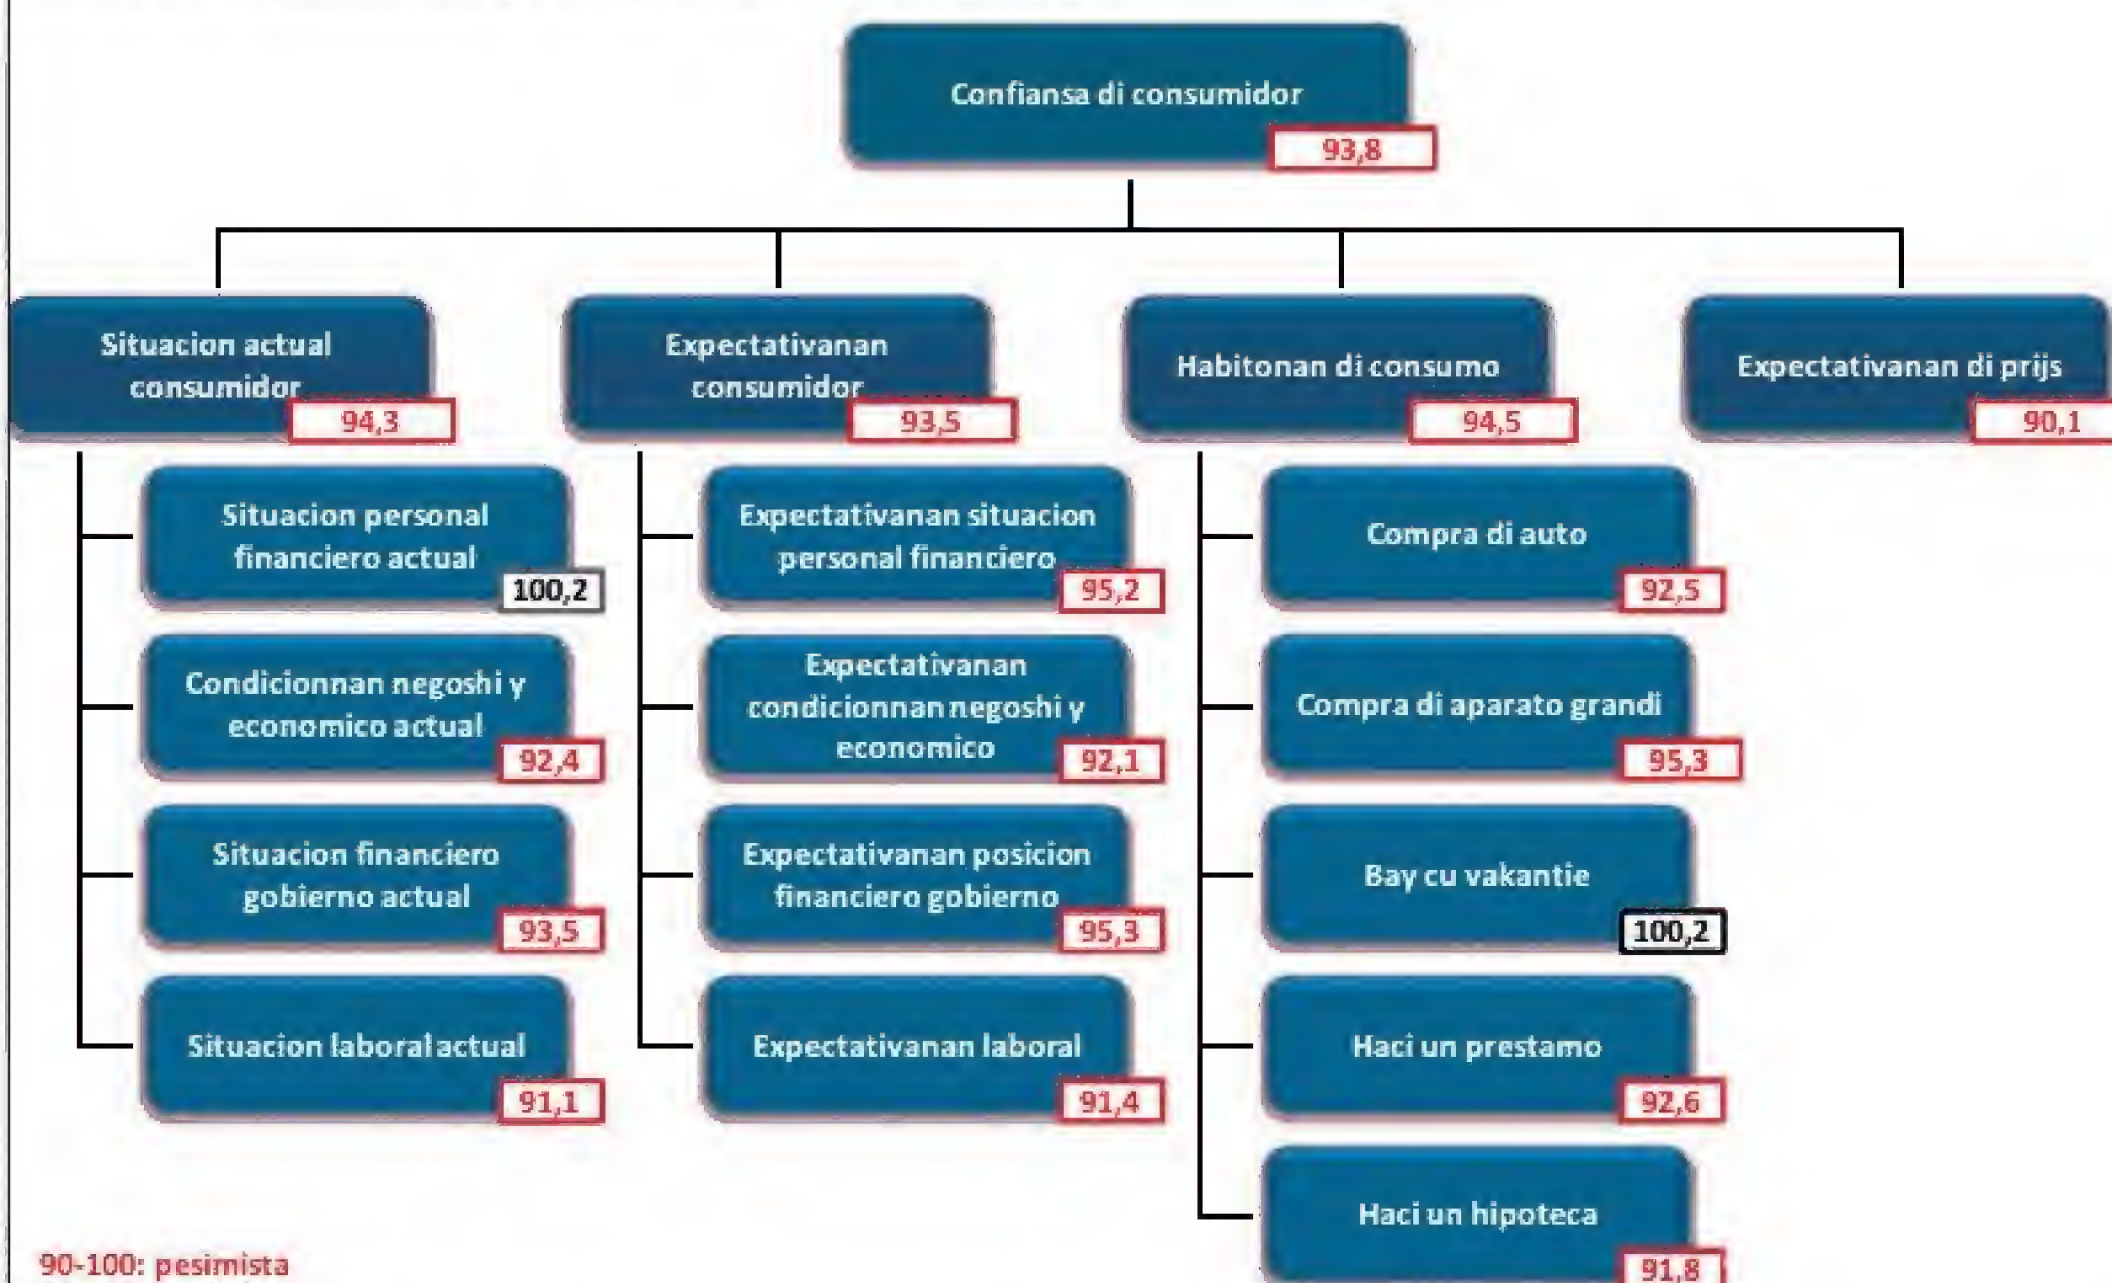 Confiansa di consumidor
93,8
Situacion actual
consumidor
94,3
Expectativanan
consumidor
93,5
Habitonan di consumo
94,5
Expectativanan di prijs
90,1
Situacion personal
financiero actual
100,2
Condicionnan negoshi y
economico actual
92,4
Situacion financiero
gobierno actual
93,5
Situacion laboral actual
91,1
Expectativanan situacion
personal financiero
95,2
Expectativanan
condicionnan negoshi y
economico
92,1
Expectativanan posicion
financiero gobierno
95,3
Expectativanan laboral
91,4
Compra di auto
92,5
Compra di aparato grandi
95,3
Bay cu vakantie
100,2
Haci un prestamo
92,6
Haci un hipoteca
91,8
90-100: pesimista